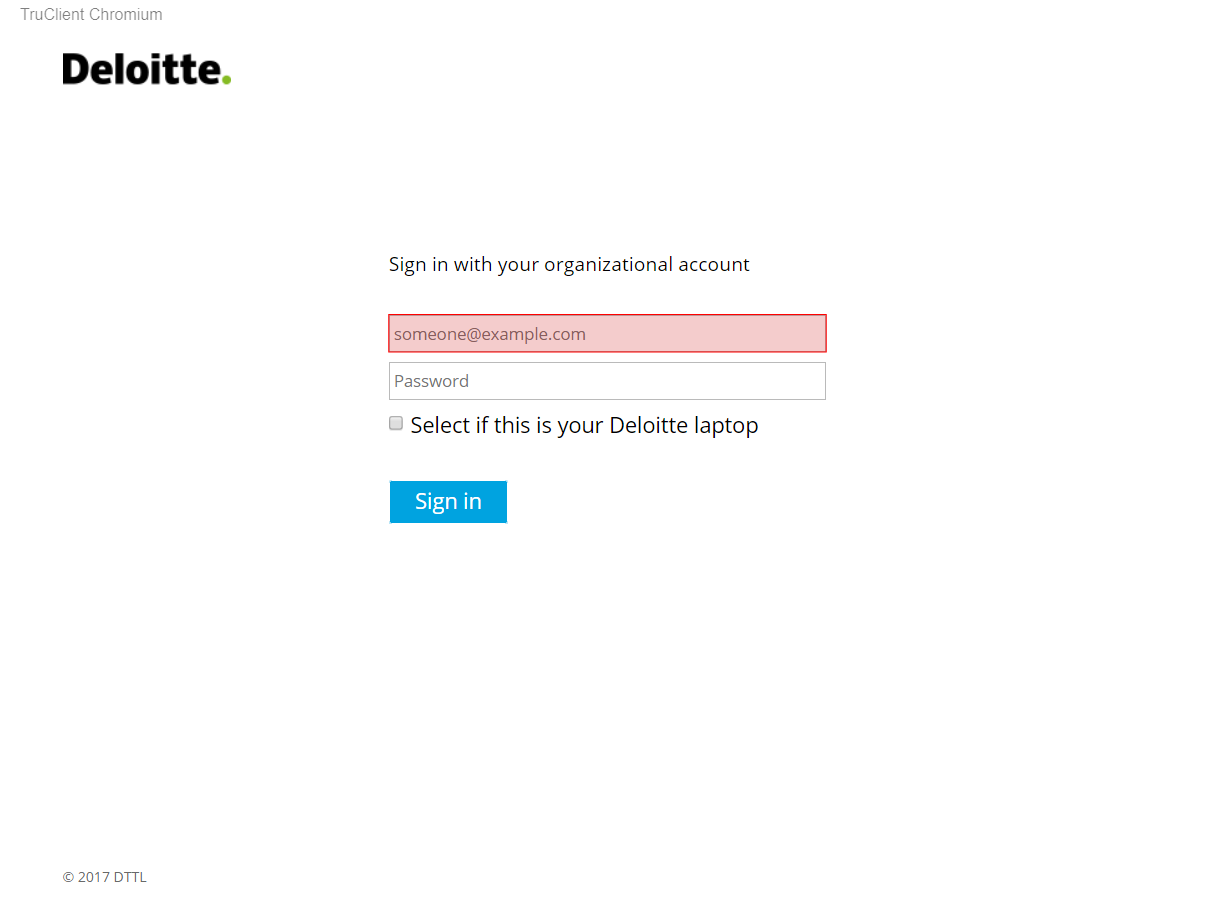 TruClient Chromium
Deloitte.
Sign in with your organizational account
someone@example.com
Password
Select if this is your Deloitte laptop
Sign in
© 2017 DTTL